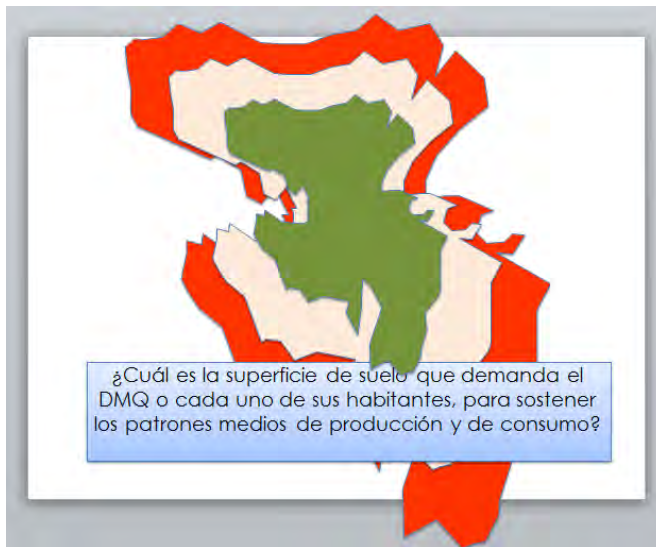 ¿Cuál es la superficie de suelo que demanda el
DMQ o cada uno de sus habitantes, para sostener
los patrones medios de producción y de consumo?